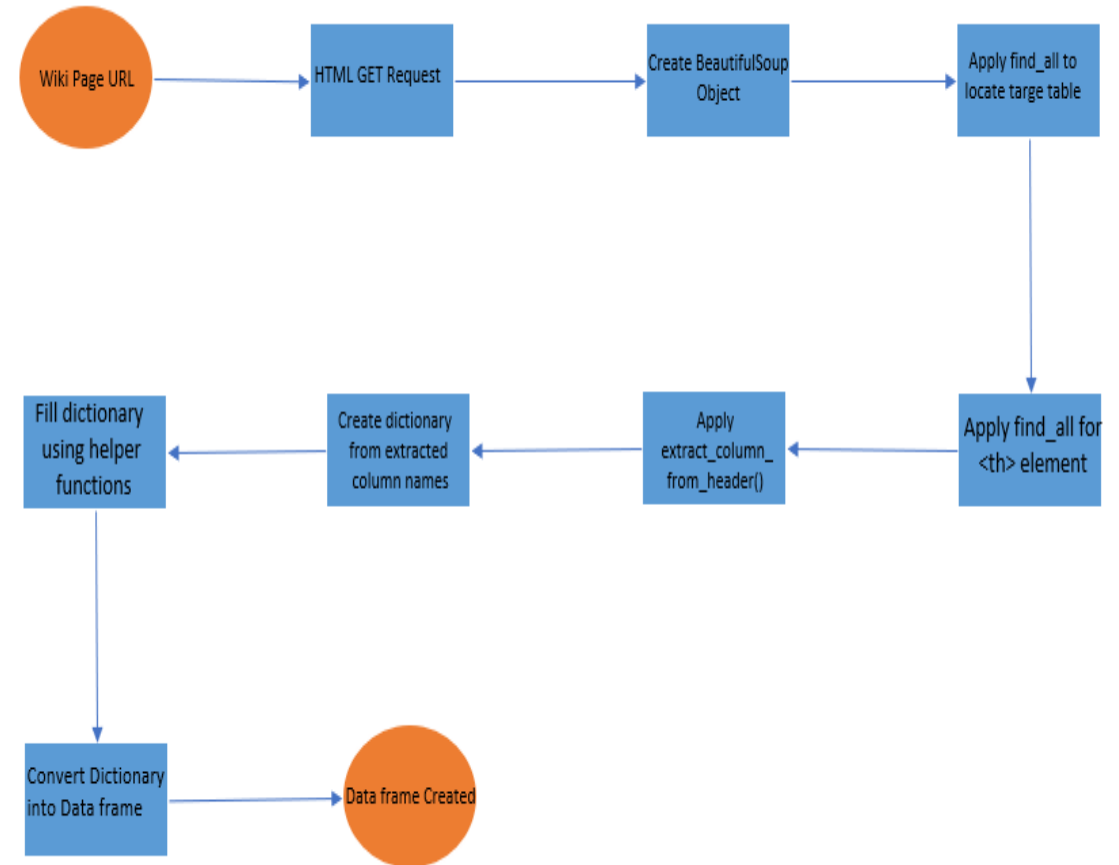 Wiki Page URL
HTML GET Request
Create BeautifulSoup
Object
Apply find_all to
locate targe table
Apply find_all for
<th> element
Apply
extract_column_
from_header()
Create dictionary
from extracted
column names
Fill dictionary
using helper
functions
Convert Dictionary
into Data frame
Data frame Created